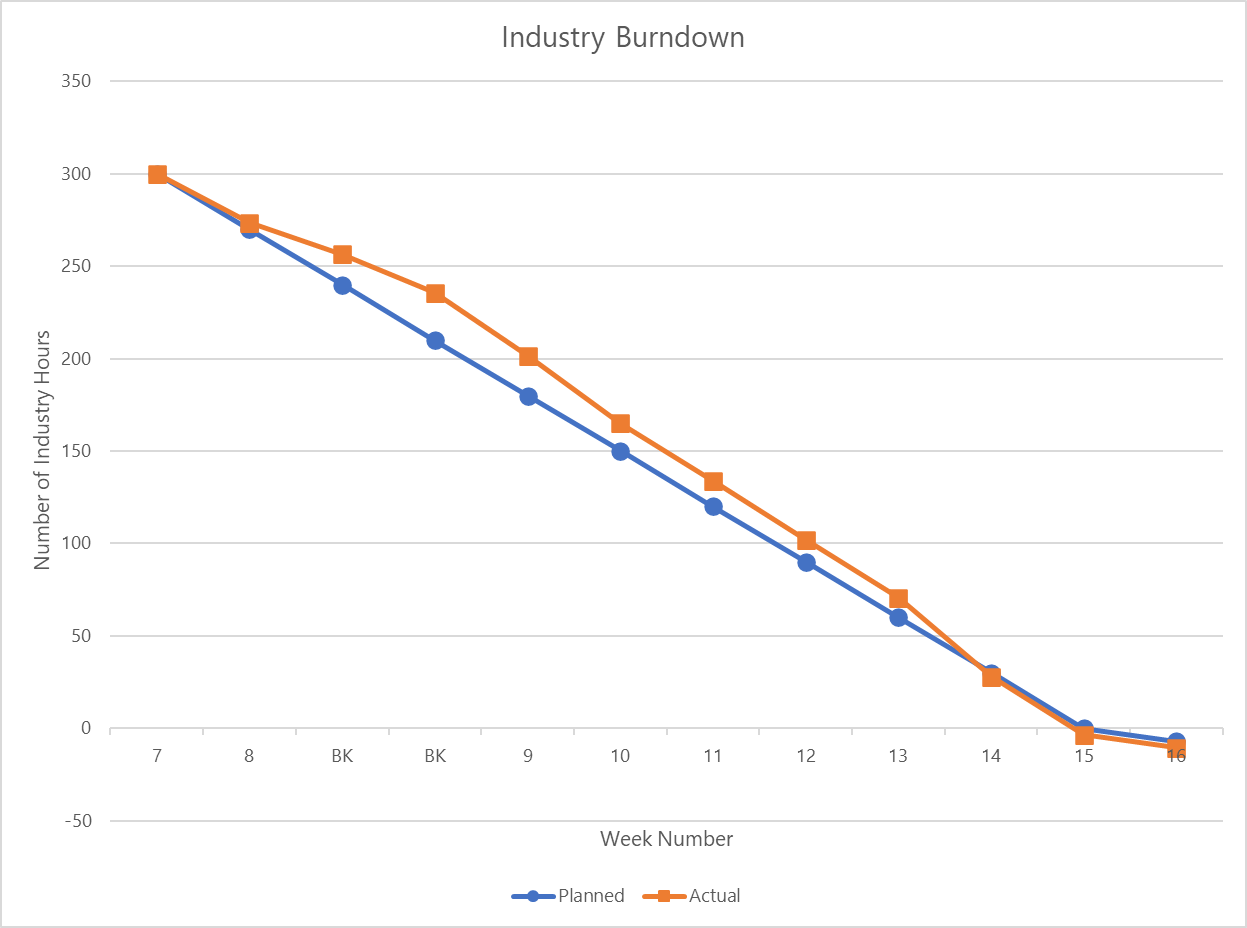 Industry Burndown
350
300
250
200
150
100
50
0
-50
Number of Industry Hours
7 8 BK BK 9 10 11 12 13 14 15 16
Week Number
Planned Actual